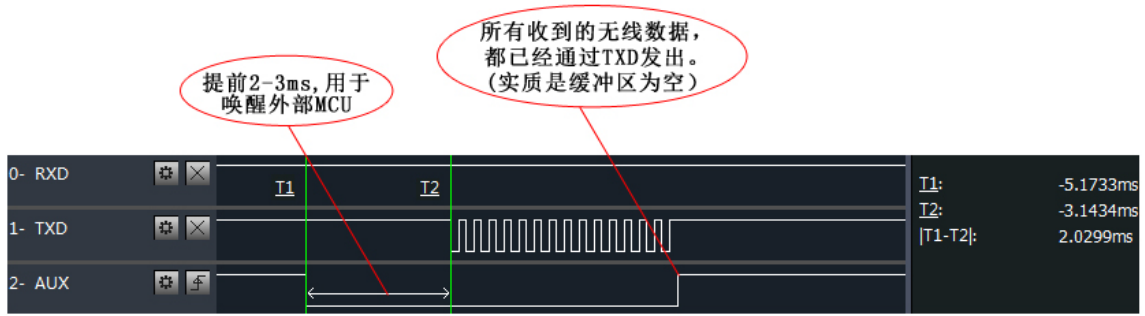 所有收到的无线数据，
都已经通过TXD发出。
(实质是缓冲区为空)
提前2-3ms,用于
唤醒外部MCU
0- RXD
T1
T2
1- TXD
2- AUX
T1: -5.1733ms
T2: -3.1434ms
|T1-T2|: 2.0299ms